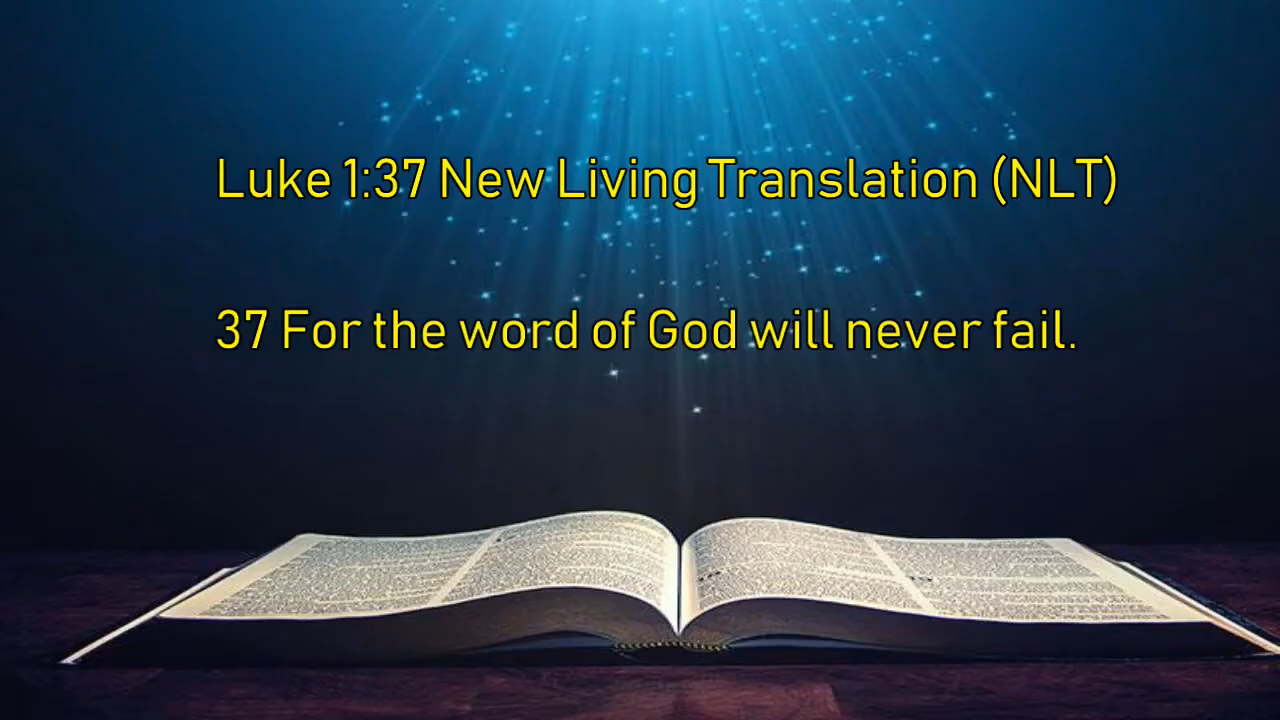 Luke 1:37 New Living Translation (NLT)
37 For the word of God will never fail.